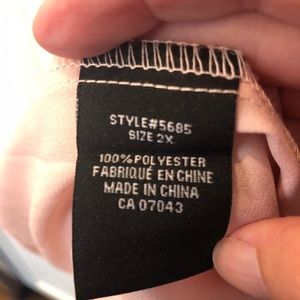 STYLE#5685
SIZE 2X
100% POLYESTER
FABRIQUÉ EN CHINE
MADE IN CHINA
CA 07043